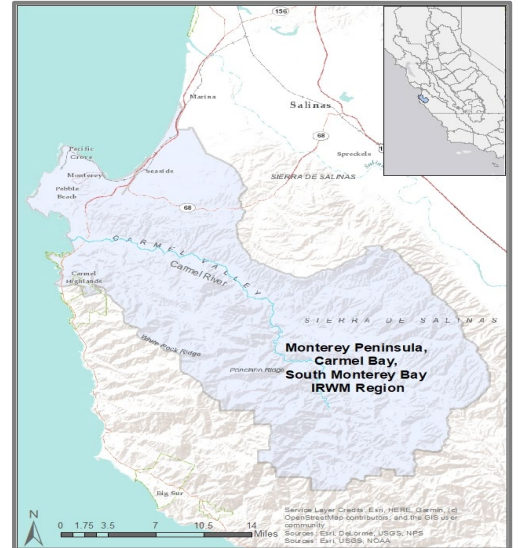 156
Marina
Salinas
68
Spreckels
Pacific
Grove
Monterey
Seaside
Pebble
Beach
SIERRA DE SALINAS
68
CARMEL VALLEY
Carmel River
Carmel
Highlands
SIERRA DE SALINAS
White Rock Ridge
Monterey Peninsula,
Carmel Bay,
South Monterey Bay
IRWM Region
Ponciano Ridge
Big Sur
N
0 1.75 3.5 7 10.5 14
Miles
Service Layer Credits: Esri, HERE, Garmin, (c)
OpenStreetMap contributors, and the GIS user
community
Sources: Esri, DeLorme, USGS, NPS
Sources: Esri, USGS, NOAA